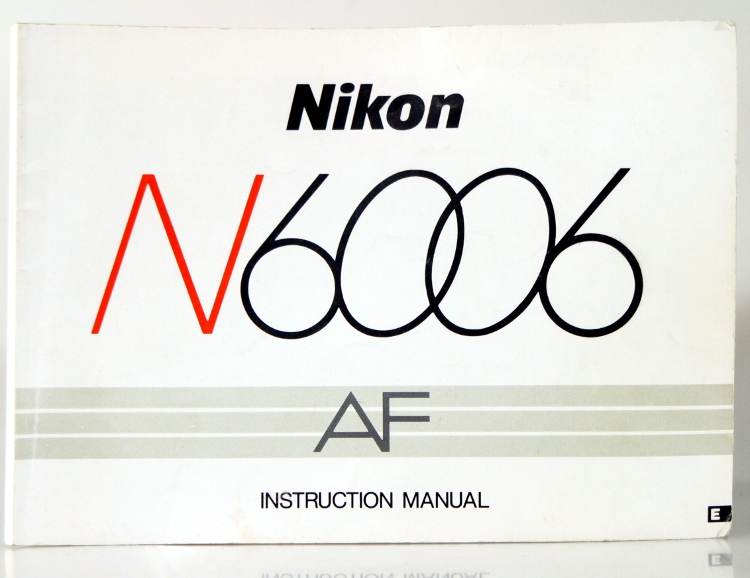 Nikon
N6006
AF
INSTRUCTION MANUAL
E